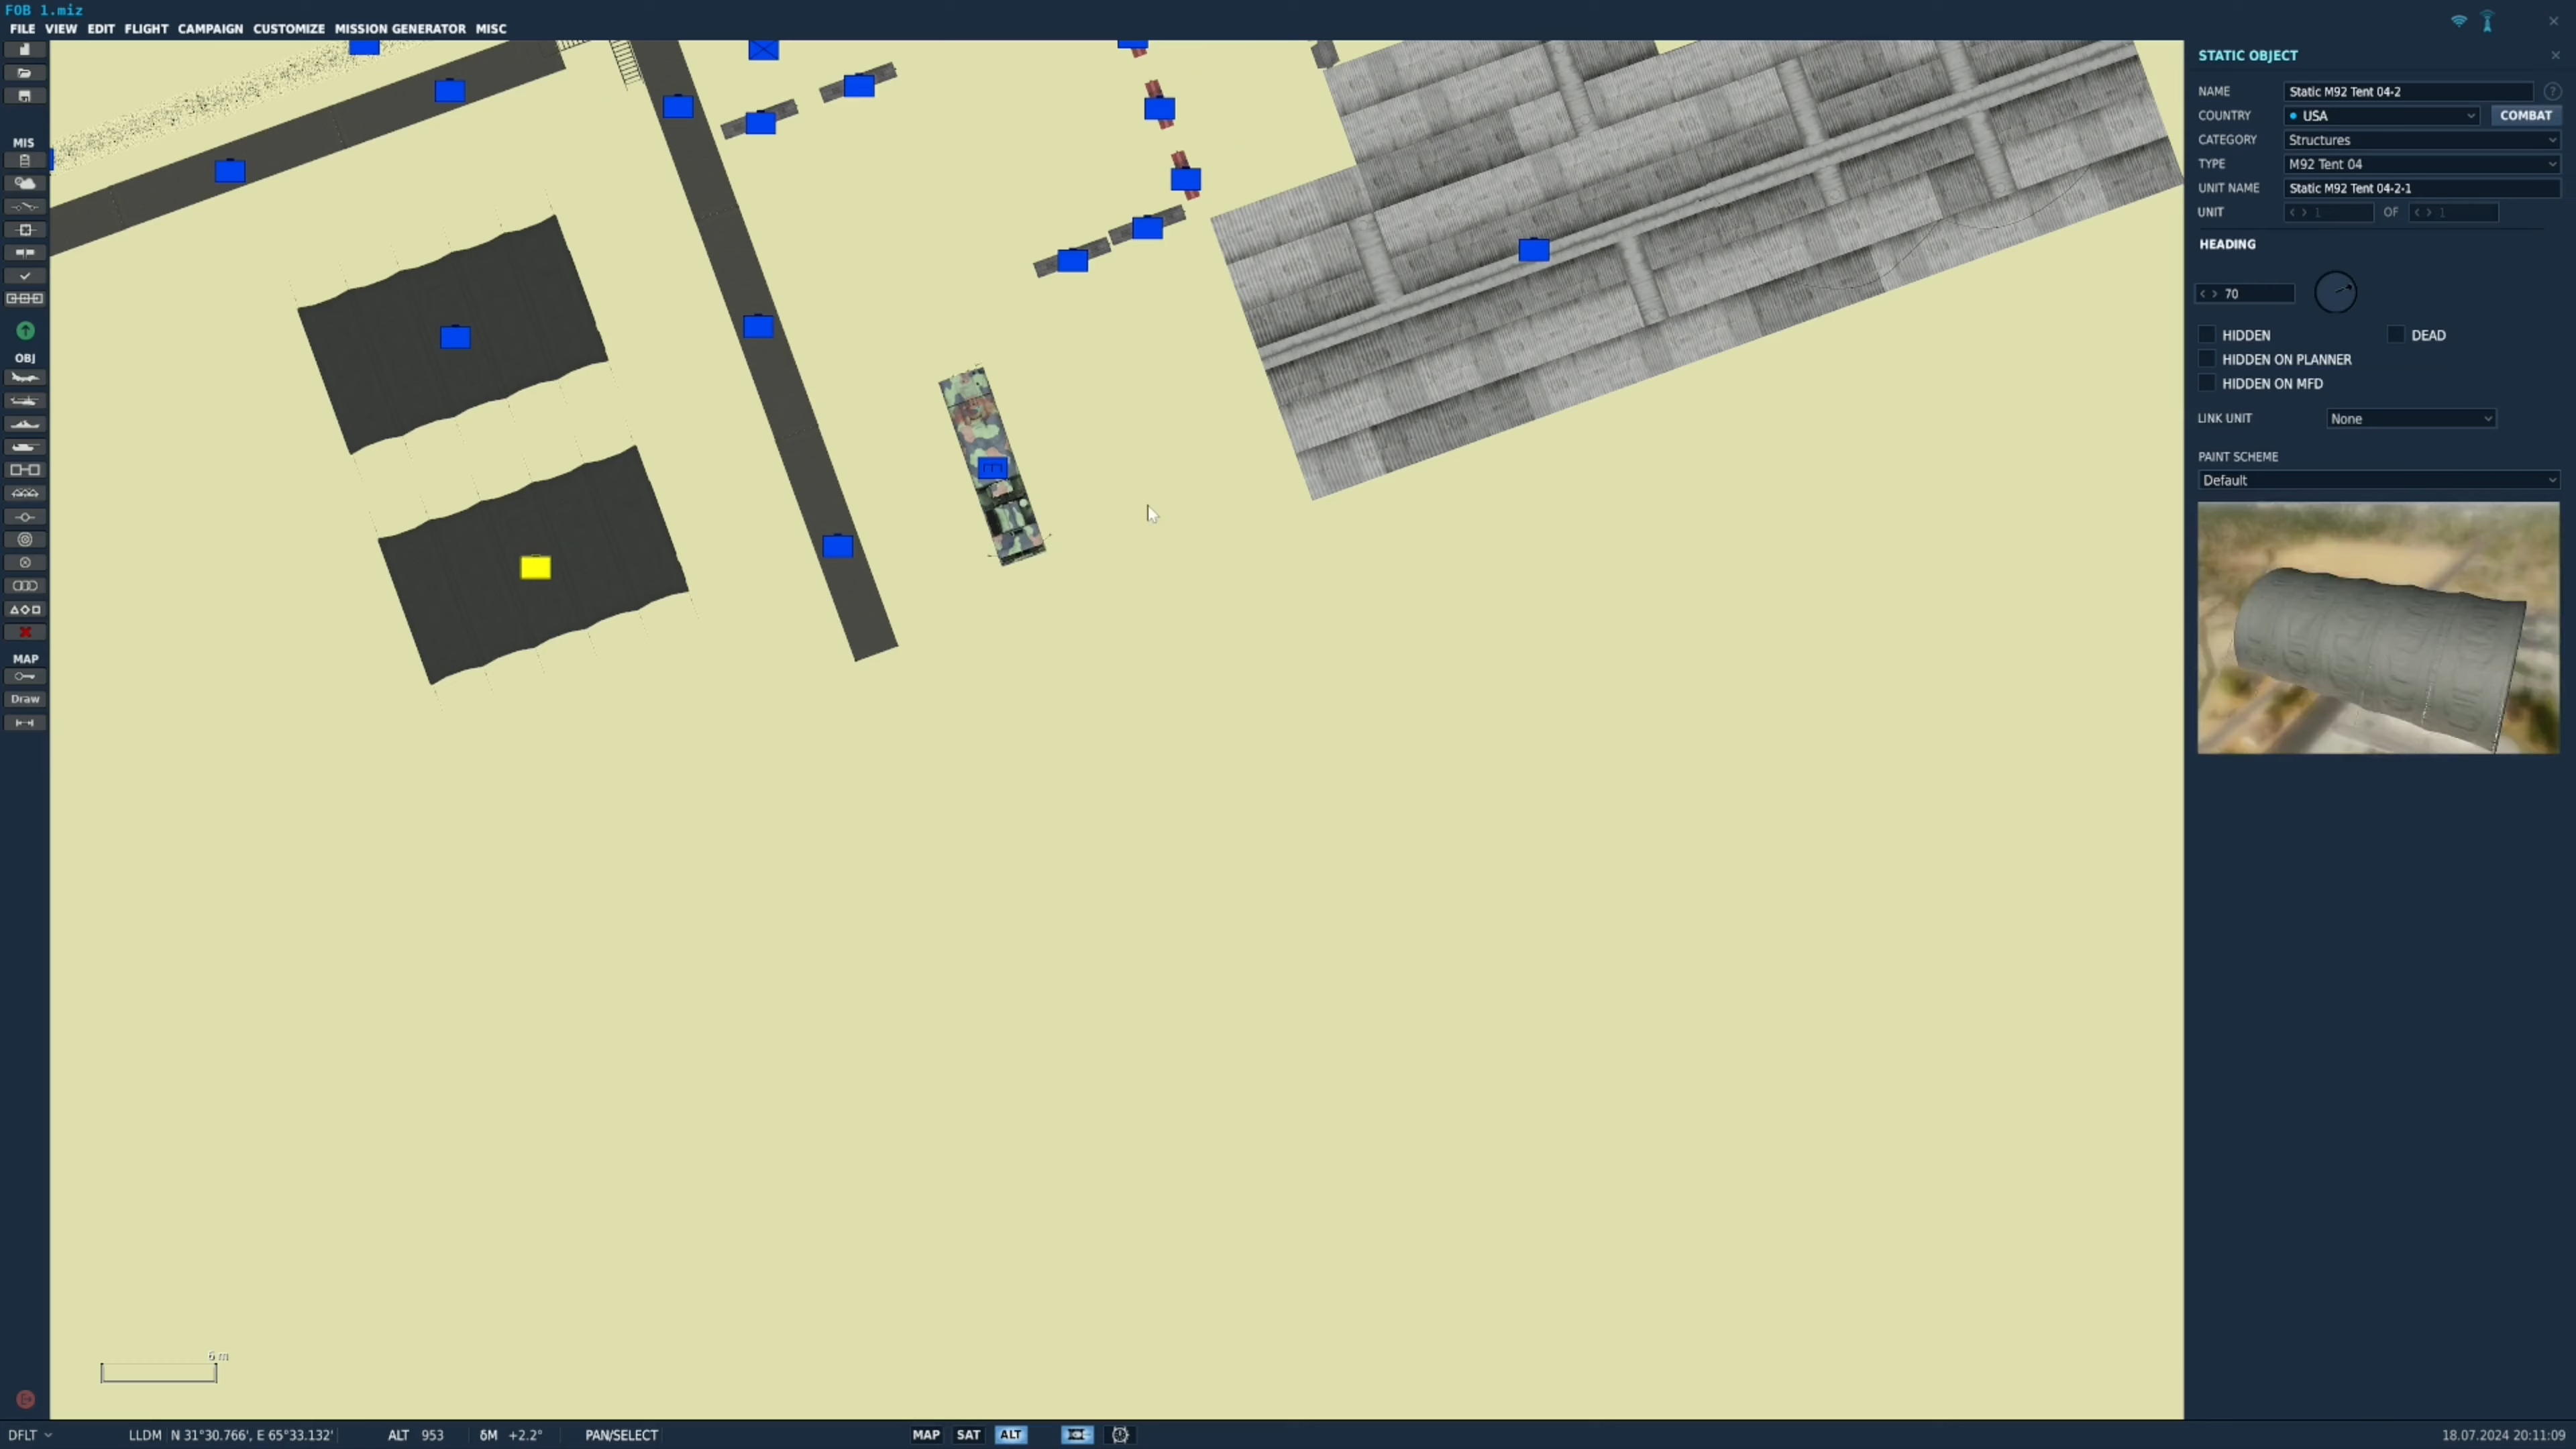 FOB 1.miz
FILE VIEW EDIT FLIGHT CAMPAIGN CUSTOMIZE MISSION GENERATOR MISC
MIS
OBJ
MAP
Draw
STATIC OBJECT
NAME Static M92 Tent 04-2
COUNTRY USA COMBAT
CATEGORY Structures
TYPE M92 Tent 04
UNIT NAME Static M92 Tent 04-2-1
UNIT 1 OF 1
HEADING
70
HIDDEN DEAD
HIDDEN ON PLANNER
HIDDEN ON MFD
LINK UNIT None
PAINT SCHEME
Default
6 m
DFLT LLDM N 31°30.766', E 65°33.132' ALT 953 δM +2.2° PAN/SELECT MAP SAT ALT 18.07.2024 20:11:09